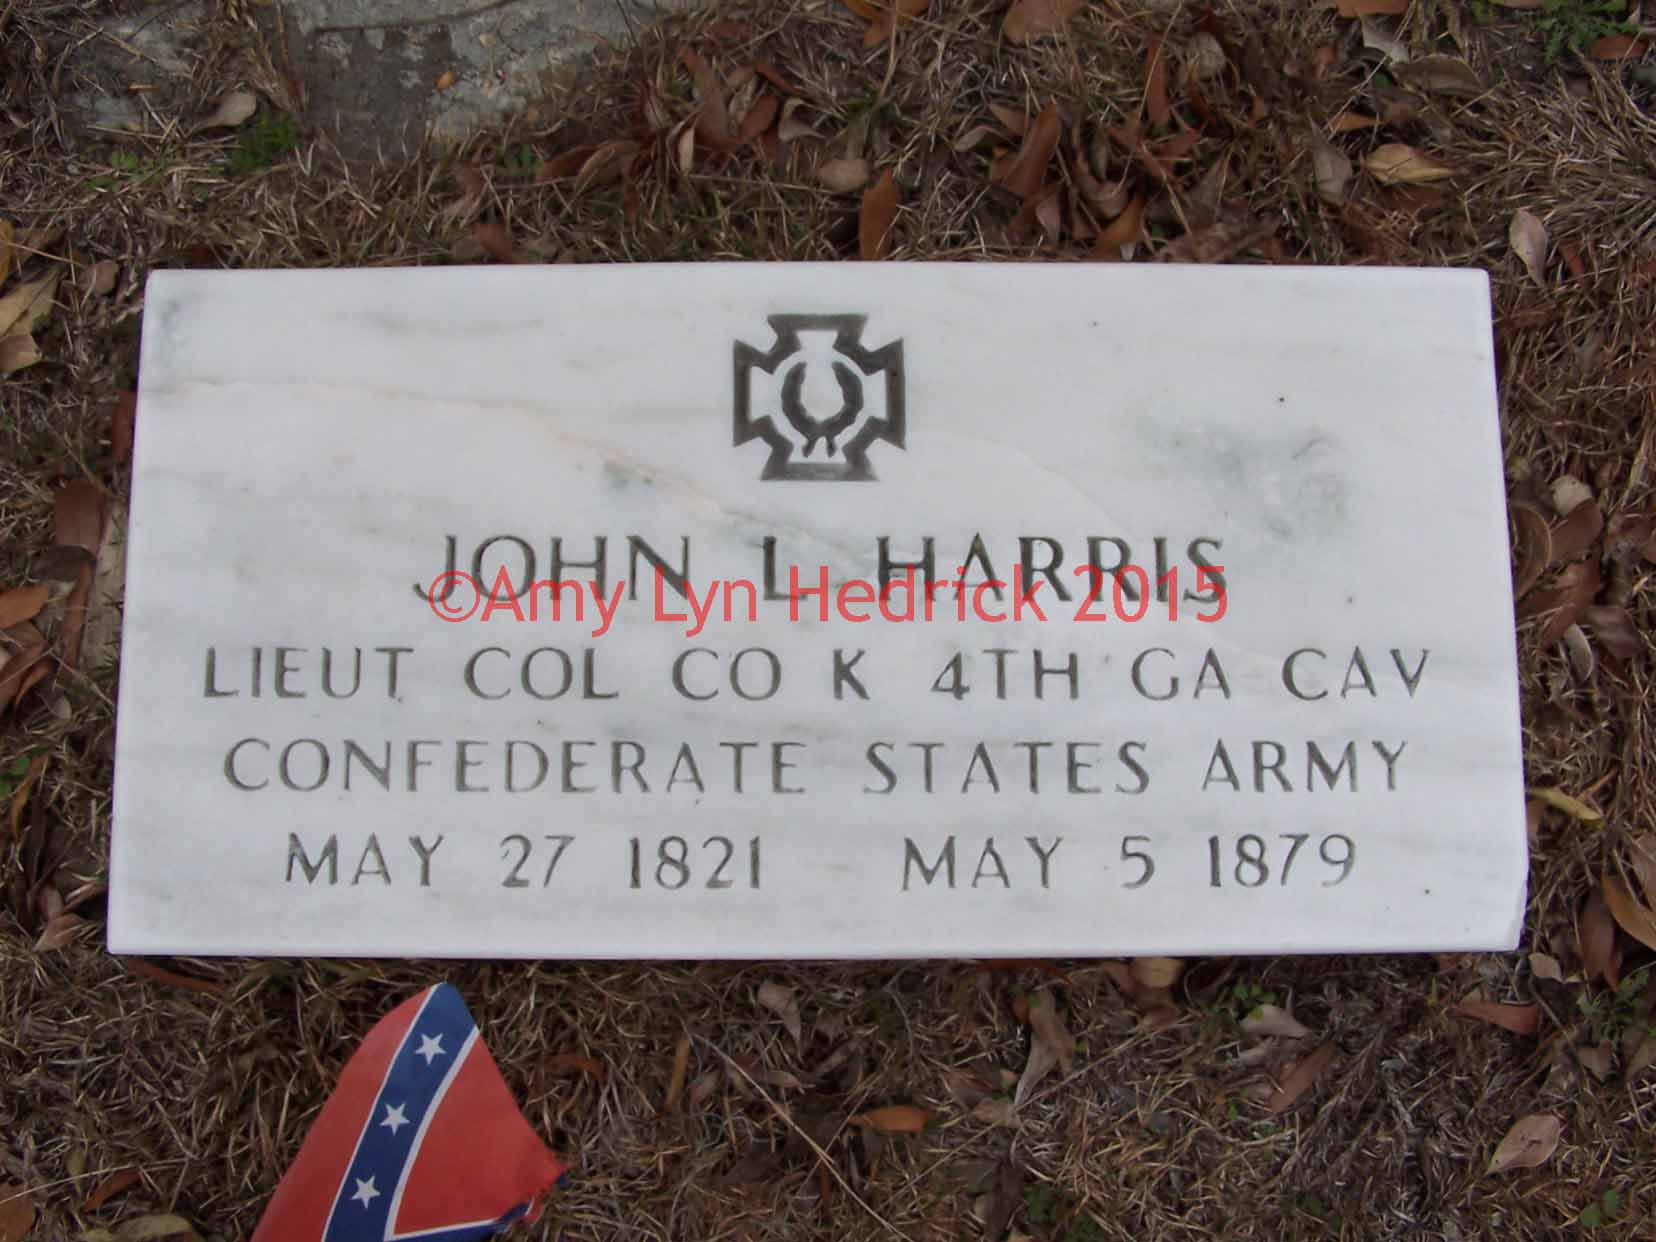 JOHN L HARRIS
©Amy Lyn Hedrick 2015
LIEUT COL CO K 4TH GA CAV
CONFEDERATE STATES ARMY
MAY 27 1821 MAY 5 1879